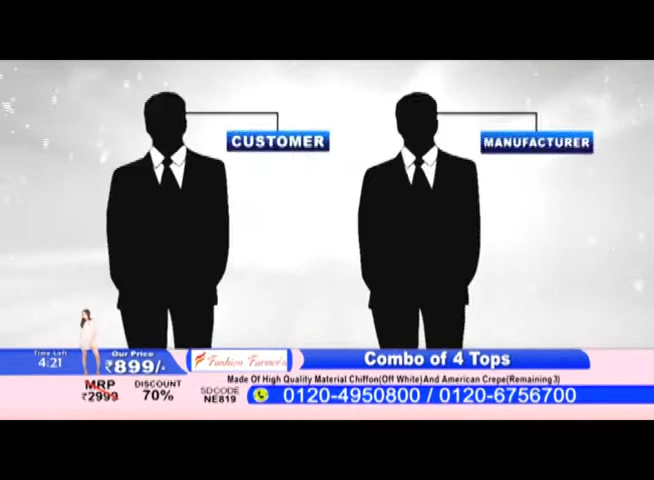 CUSTOMER
MANUFACTURER
Time Left
4:21
Our Price
₹899/-
Fashion Farmer's
Combo of 4 Tops
Made Of High Quality Material Chiffon(Off White)And American Crepe(Remaining 3)
MRP
₹2999
DISCOUNT
70%
SDCODE
NE819
0120-4950800 / 0120-6756700